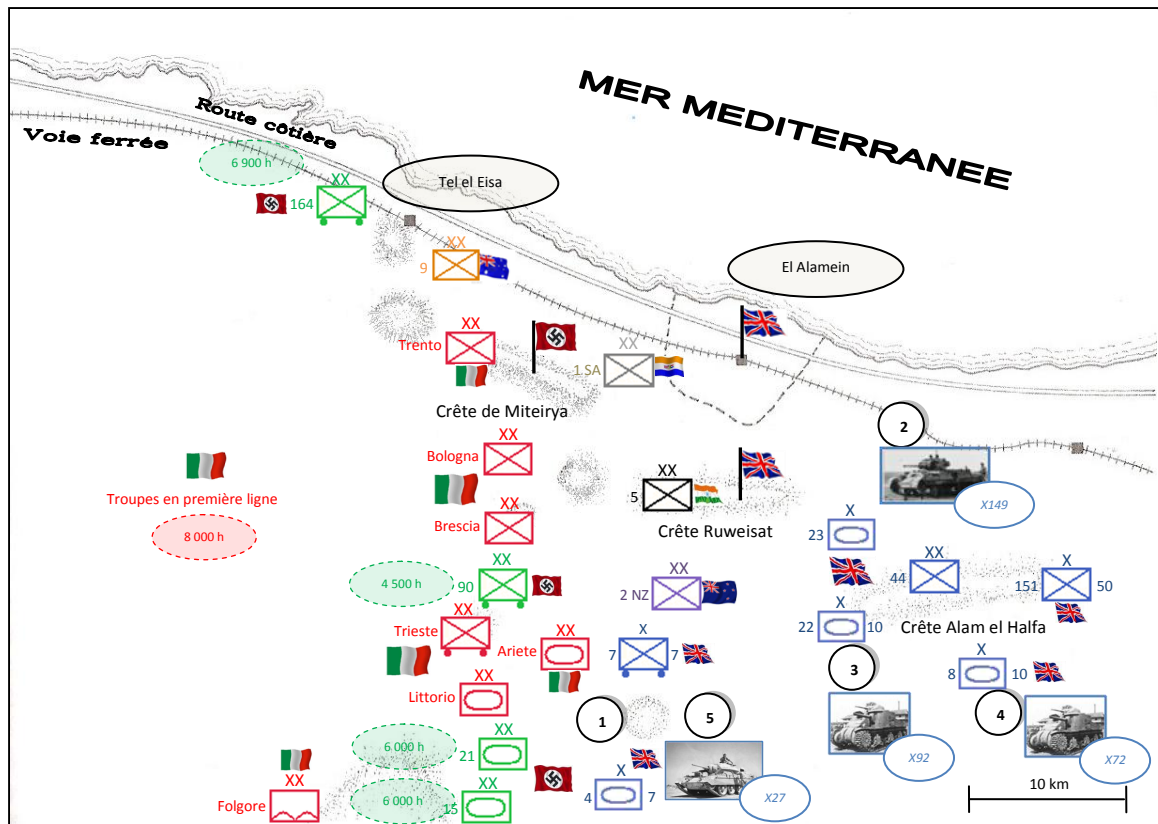 MER MEDITERRANEE
Route côtière
Voie ferrée
6 900 h
XX
164
Tel el Eisa
XX
9
El Alamein
XX
Trento
XX
1 SA
Crête de Miteirya
2
XX
Bologna
Troupes en première ligne
8 000 h
XX
5
Crête Ruweisat
X149
XX
Brescia
X
23
4 500 h
XX
90
XX
2 NZ
XX
44
X
151
50
X
22
10
Crête Alam el Halfa
XX
Trieste
XX
Ariete
X
7
7
3
X
8
10
XX
Littorio
1
5
4
6 000 h
XX
21
X92
X72
XX
Folgore
6 000 h
XX
15
X
4
7
X27
10 km